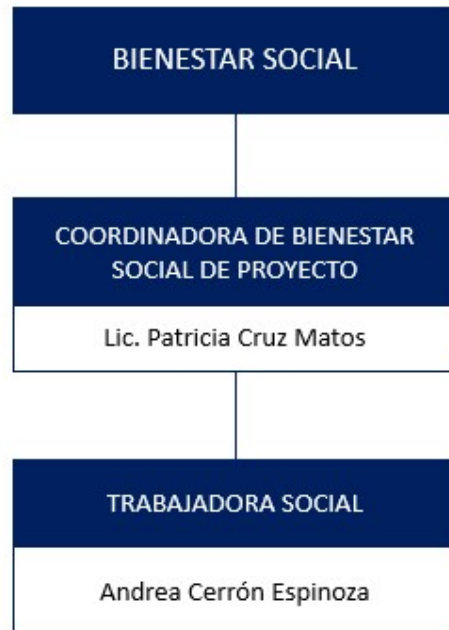 BIENESTAR SOCIAL
COORDINADORA DE BIENESTAR
SOCIAL DE PROYECTO
Lic. Patricia Cruz Matos
TRABAJADORA SOCIAL
Andrea Cerrón Espinoza